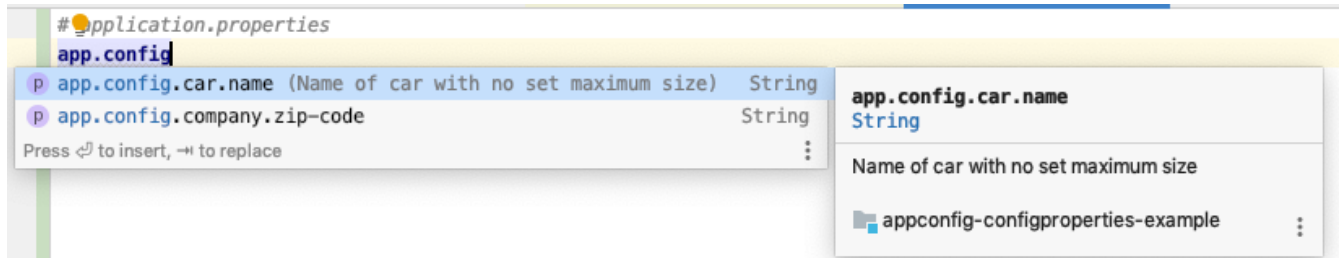 #application.properties
app.config
p app.config.car.name (Name of car with no set maximum size) String
p app.config.company.zip-code String
Press ⏎ to insert, ⇥ to replace
app.config.car.name
String
Name of car with no set maximum size
appconfig-configproperties-example